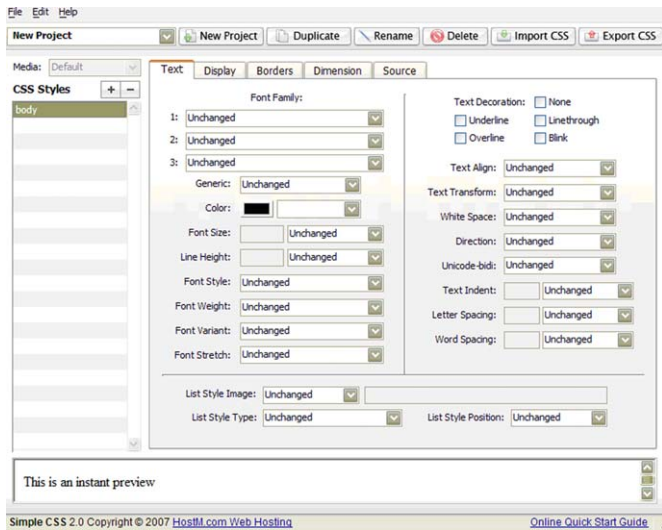 File Edit Help
New Project New Project Duplicate Rename Delete Import CSS Export CSS
Media: Default
CSS Styles + −
body
Text Display Borders Dimension Source
Font Family:
1: Unchanged
2: Unchanged
3: Unchanged
Generic: Unchanged
Color:
Font Size: Unchanged
Line Height: Unchanged
Font Style: Unchanged
Font Weight: Unchanged
Font Variant: Unchanged
Font Stretch: Unchanged
Text Decoration: None
Underline Linethrough
Overline Blink
Text Align: Unchanged
Text Transform: Unchanged
White Space: Unchanged
Direction: Unchanged
Unicode-bidi: Unchanged
Text Indent: Unchanged
Letter Spacing: Unchanged
Word Spacing: Unchanged
List Style Image: Unchanged
List Style Type: Unchanged List Style Position: Unchanged
This is an instant preview
Simple CSS 2.0 Copyright © 2007 HostM.com Web Hosting Online Quick Start Guide